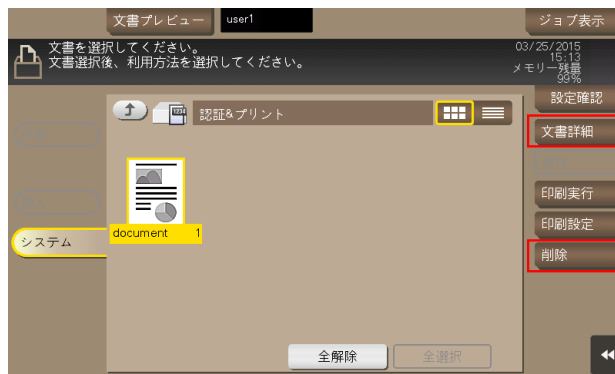 文書プレビュー
user1
ジョブ表示
文書を選択してください。
文書選択後、利用方法を選択してください。
03/25/2015
15:13
メモリー残量
99%
設定確認
認証&プリント
文書詳細
印刷実行
印刷設定
document 1
システム
削除
全解除
全選択